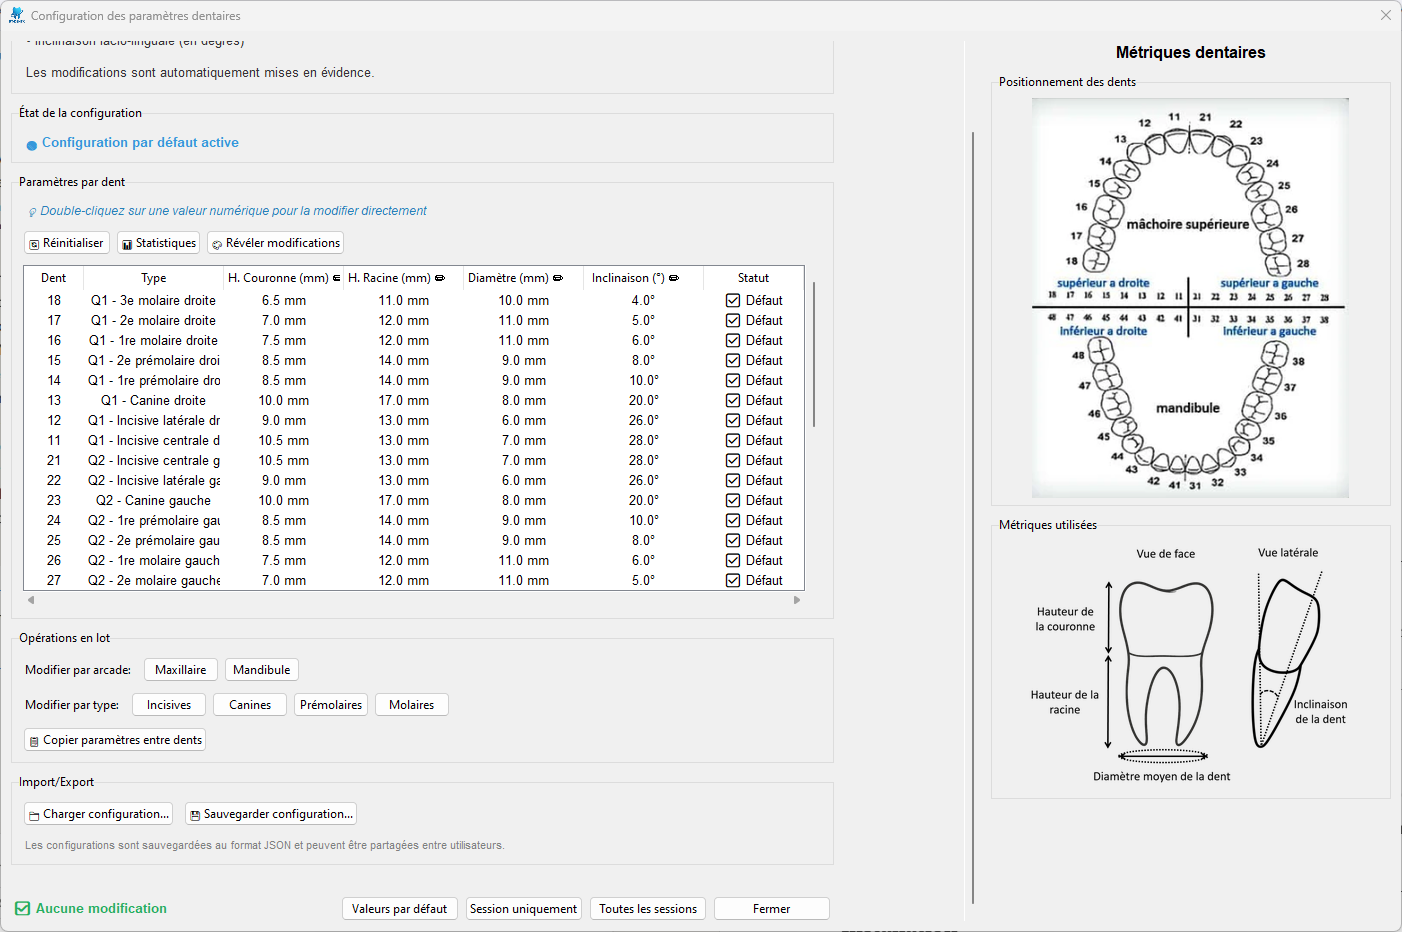 Configuration des paramètres dentaires
- Inclinaison facio-linguale (en degrés)
Les modifications sont automatiquement mises en évidence.
État de la configuration
Configuration par défaut active
Paramètres par dent
Double-cliquez sur une valeur numérique pour la modifier directement
Réinitialiser Statistiques Révéler modifications
Dent Type H. Couronne (mm) H. Racine (mm) Diamètre (mm) Inclinaison (°) Statut
18 Q1 - 3e molaire droite 6.5 mm 11.0 mm 10.0 mm 4.0° Défaut
17 Q1 - 2e molaire droite 7.0 mm 12.0 mm 11.0 mm 5.0° Défaut
16 Q1 - 1re molaire droite 7.5 mm 12.0 mm 11.0 mm 6.0° Défaut
15 Q1 - 2e prémolaire droi 8.5 mm 14.0 mm 9.0 mm 8.0° Défaut
14 Q1 - 1re prémolaire dro 8.5 mm 14.0 mm 9.0 mm 10.0° Défaut
13 Q1 - Canine droite 10.0 mm 17.0 mm 8.0 mm 20.0° Défaut
12 Q1 - Incisive latérale dr 9.0 mm 13.0 mm 6.0 mm 26.0° Défaut
11 Q1 - Incisive centrale d 10.5 mm 13.0 mm 7.0 mm 28.0° Défaut
21 Q2 - Incisive centrale g 10.5 mm 13.0 mm 7.0 mm 28.0° Défaut
22 Q2 - Incisive latérale ga 9.0 mm 13.0 mm 6.0 mm 26.0° Défaut
23 Q2 - Canine gauche 10.0 mm 17.0 mm 8.0 mm 20.0° Défaut
24 Q2 - 1re prémolaire gau 8.5 mm 14.0 mm 9.0 mm 10.0° Défaut
25 Q2 - 2e prémolaire gau 8.5 mm 14.0 mm 9.0 mm 8.0° Défaut
26 Q2 - 1re molaire gauch 7.5 mm 12.0 mm 11.0 mm 6.0° Défaut
27 Q2 - 2e molaire gauche 7.0 mm 12.0 mm 11.0 mm 5.0° Défaut
Opérations en lot
Modifier par arcade: Maxillaire Mandibule
Modifier par type: Incisives Canines Prémolaires Molaires
Copier paramètres entre dents
Import/Export
Charger configuration... Sauvegarder configuration...
Les configurations sont sauvegardées au format JSON et peuvent être partagées entre utilisateurs.
Aucune modification
Valeurs par défaut Session uniquement Toutes les sessions Fermer
Métriques dentaires
Positionnement des dents
11 21
12 22
13 23
14 24
15 25
16 26
mâchoire supérieure
17 27
18 28
supérieur a droite supérieur a gauche
18 17 16 15 14 13 12 11 21 22 23 24 25 26 27 28
48 47 46 45 44 43 42 41 31 32 33 34 35 36 37 38
inférieur a droite inférieur a gauche
48 38
47 37
46 36
mandibule
45 35
44 34
43 33
42 41 31 32
Métriques utilisées
Vue de face Vue latérale
Hauteur de
la couronne
Hauteur de la
racine
Inclinaison
de la dent
Diamètre moyen de la dent